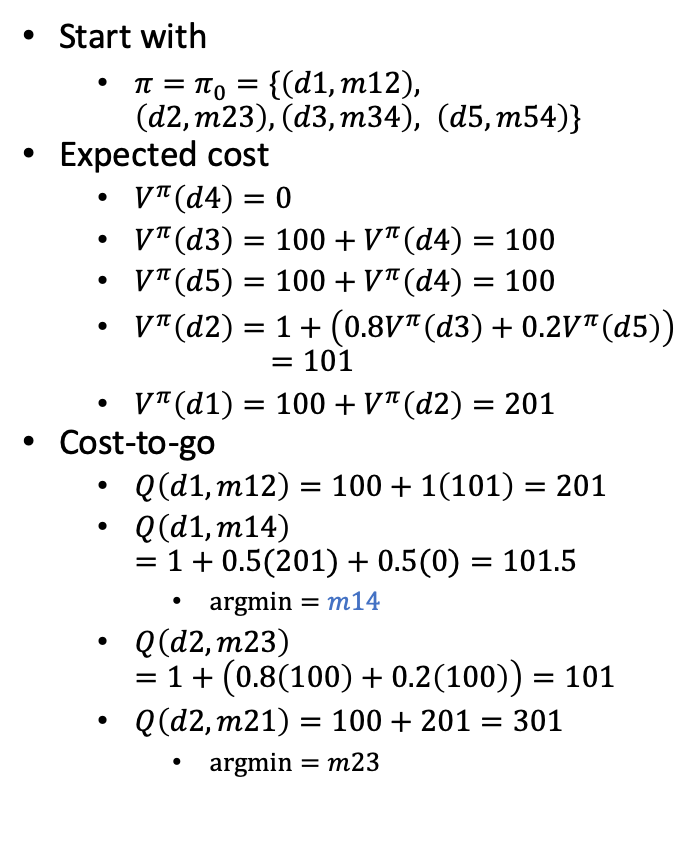 • Start with
• π = π₀ = {(d1, m12),
(d2, m23), (d3, m34), (d5, m54)}
• Expected cost
• V^π(d4) = 0
• V^π(d3) = 100 + V^π(d4) = 100
• V^π(d5) = 100 + V^π(d4) = 100
• V^π(d2) = 1 + (0.8V^π(d3) + 0.2V^π(d5))
= 101
• V^π(d1) = 100 + V^π(d2) = 201
• Cost-to-go
• Q(d1, m12) = 100 + 1(101) = 201
• Q(d1, m14)
= 1 + 0.5(201) + 0.5(0) = 101.5
• argmin = m14
• Q(d2, m23)
= 1 + (0.8(100) + 0.2(100)) = 101
• Q(d2, m21) = 100 + 201 = 301
• argmin = m23